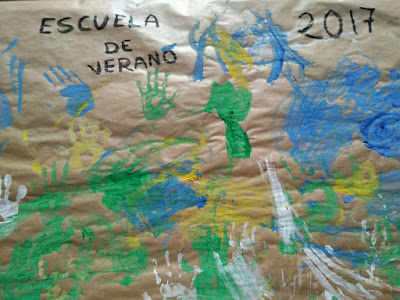 ESCUELA
DE
VERANO
2017